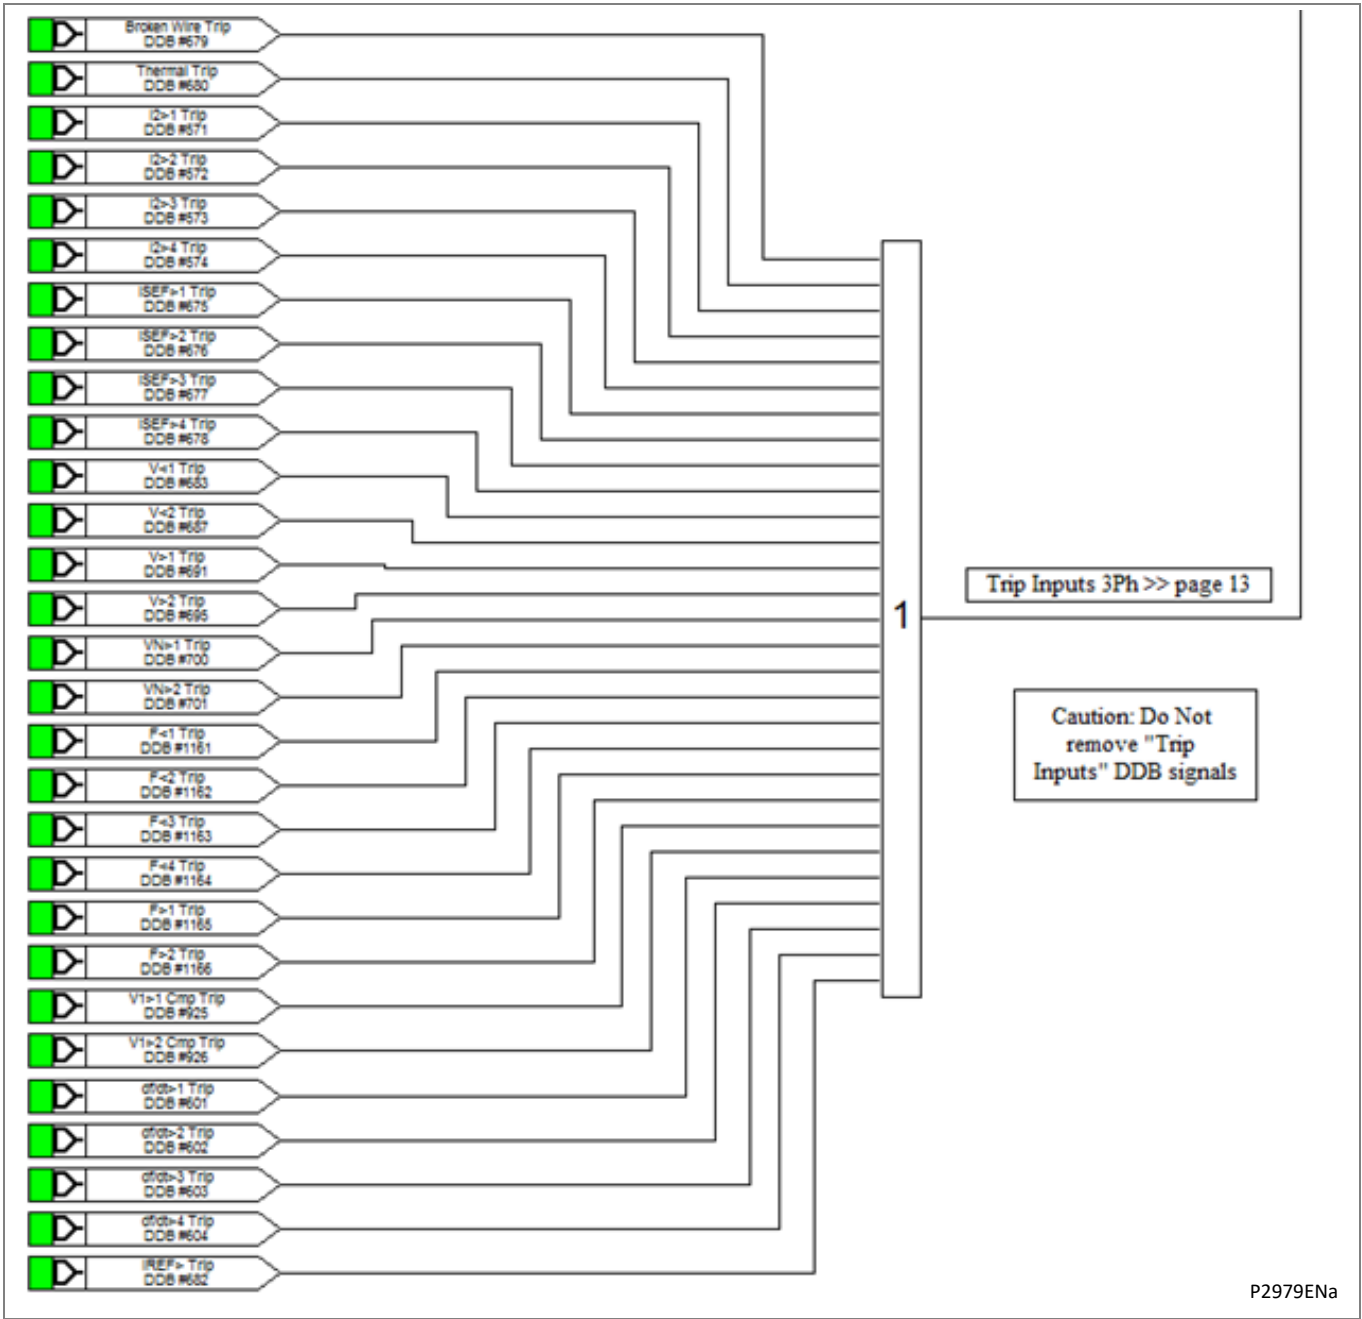 Broken Wire Trip
DDB #679
Thermal Trip
DDB #680
I2>1 Trip
DDB #571
I2>2 Trip
DDB #572
I2>3 Trip
DDB #573
I2>4 Trip
DDB #574
ISEF>1 Trip
DDB #675
ISEF>2 Trip
DDB #676
ISEF>3 Trip
DDB #677
ISEF>4 Trip
DDB #678
V<1 Trip
DDB #683
V<2 Trip
DDB #687
V>1 Trip
DDB #691
V>2 Trip
DDB #695
VN>1 Trip
DDB #700
VN>2 Trip
DDB #701
F<1 Trip
DDB #1161
F<2 Trip
DDB #1162
F<3 Trip
DDB #1163
F<4 Trip
DDB #1164
F>1 Trip
DDB #1165
F>2 Trip
DDB #1166
V1>1 Cmp Trip
DDB #925
V1>2 Cmp Trip
DDB #926
df/dt>1 Trip
DDB #601
df/dt>2 Trip
DDB #602
df/dt>3 Trip
DDB #603
df/dt>4 Trip
DDB #604
IREF> Trip
DDB #682
1
Trip Inputs 3Ph >> page 13
Caution: Do Not
remove "Trip
Inputs" DDB signals
P2979ENa